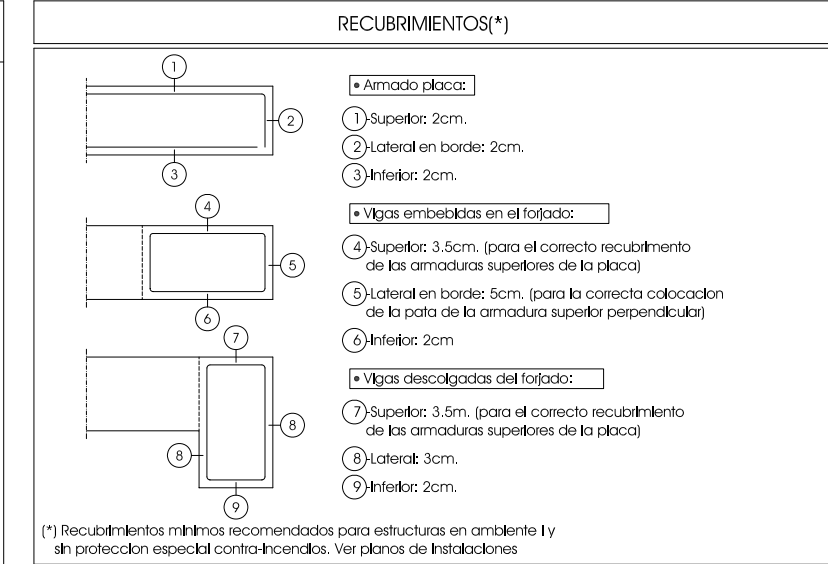 RECUBRIMIENTOS(*)
1
2
3
4
5
6
7
8
8
9
• Armado placa:
1-Superior: 2cm.
2-Lateral en borde: 2cm.
3-Inferior: 2cm.
• Vigas embebidas en el forjado:
4-Superior: 3.5cm. (para el correcto recubrimento
de las armaduras superiores de la placa)
5-Lateral en borde: 5cm. (para la correcta colocacion
de la pata de la armadura superior perpendicular)
6-Inferior: 2cm
• Vigas descolgadas del forjado:
7-Superior: 3.5m. (para el correcto recubrimiento
de las armaduras superiores de la placa)
8-Lateral: 3cm.
9-Inferior: 2cm.
(*) Recubrimientos minimos recomendados para estructuras en ambiente I y
sin proteccion especial contra-incendios. Ver planos de Instalaciones